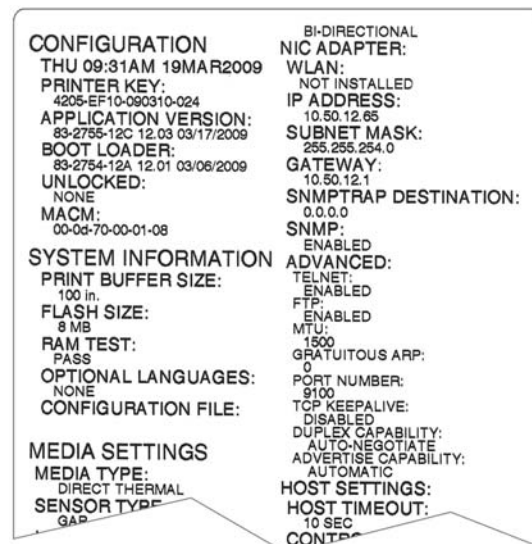 CONFIGURATION
THU 09:31AM 19MAR2009
PRINTER KEY:
4205-EF10-090310-024
APPLICATION VERSION:
83-2755-12C 12.03 03/17/2009
BOOT LOADER:
83-2754-12A 12.01 03/06/2009
UNLOCKED:
NONE
MACM:
00-0d-70-00-01-08
SYSTEM INFORMATION
PRINT BUFFER SIZE:
100 in.
FLASH SIZE:
8 MB
RAM TEST:
PASS
OPTIONAL LANGUAGES:
NONE
CONFIGURATION FILE:
MEDIA SETTINGS
MEDIA TYPE:
DIRECT THERMAL
SENSOR TYPE
GAP
BI-DIRECTIONAL
NIC ADAPTER:
WLAN:
NOT INSTALLED
IP ADDRESS:
10.50.12.65
SUBNET MASK:
255.255.254.0
GATEWAY:
10.50.12.1
SNMPTRAP DESTINATION:
0.0.0.0
SNMP:
ENABLED
ADVANCED:
TELNET:
ENABLED
FTP:
ENABLED
MTU:
1500
GRATUITOUS ARP:
0
PORT NUMBER:
9100
TCP KEEPALIVE:
DISABLED
DUPLEX CAPABILITY:
AUTO-NEGOTIATE
ADVERTISE CAPABILITY:
AUTOMATIC
HOST SETTINGS:
HOST TIMEOUT:
10 SEC